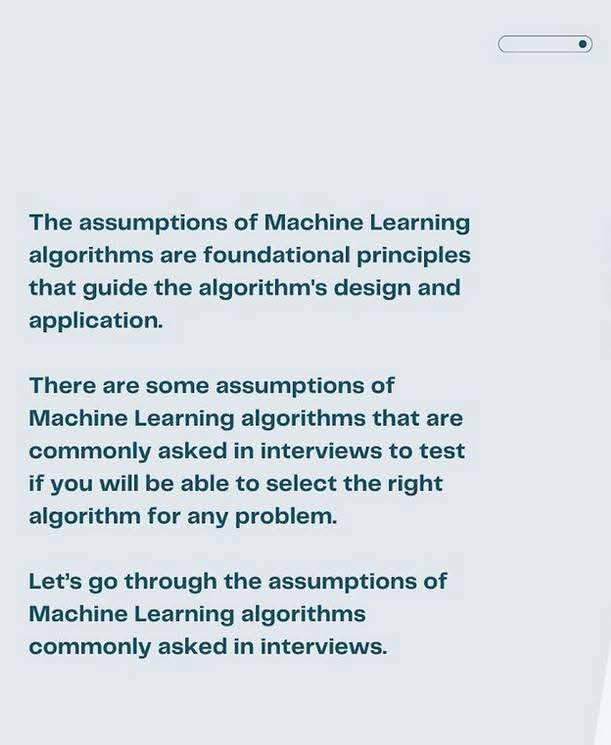 The assumptions of Machine Learning
algorithms are foundational principles
that guide the algorithm's design and
application.
There are some assumptions of
Machine Learning algorithms that are
commonly asked in interviews to test
if you will be able to select the right
algorithm for any problem.
Let’s go through the assumptions of
Machine Learning algorithms
commonly asked in interviews.